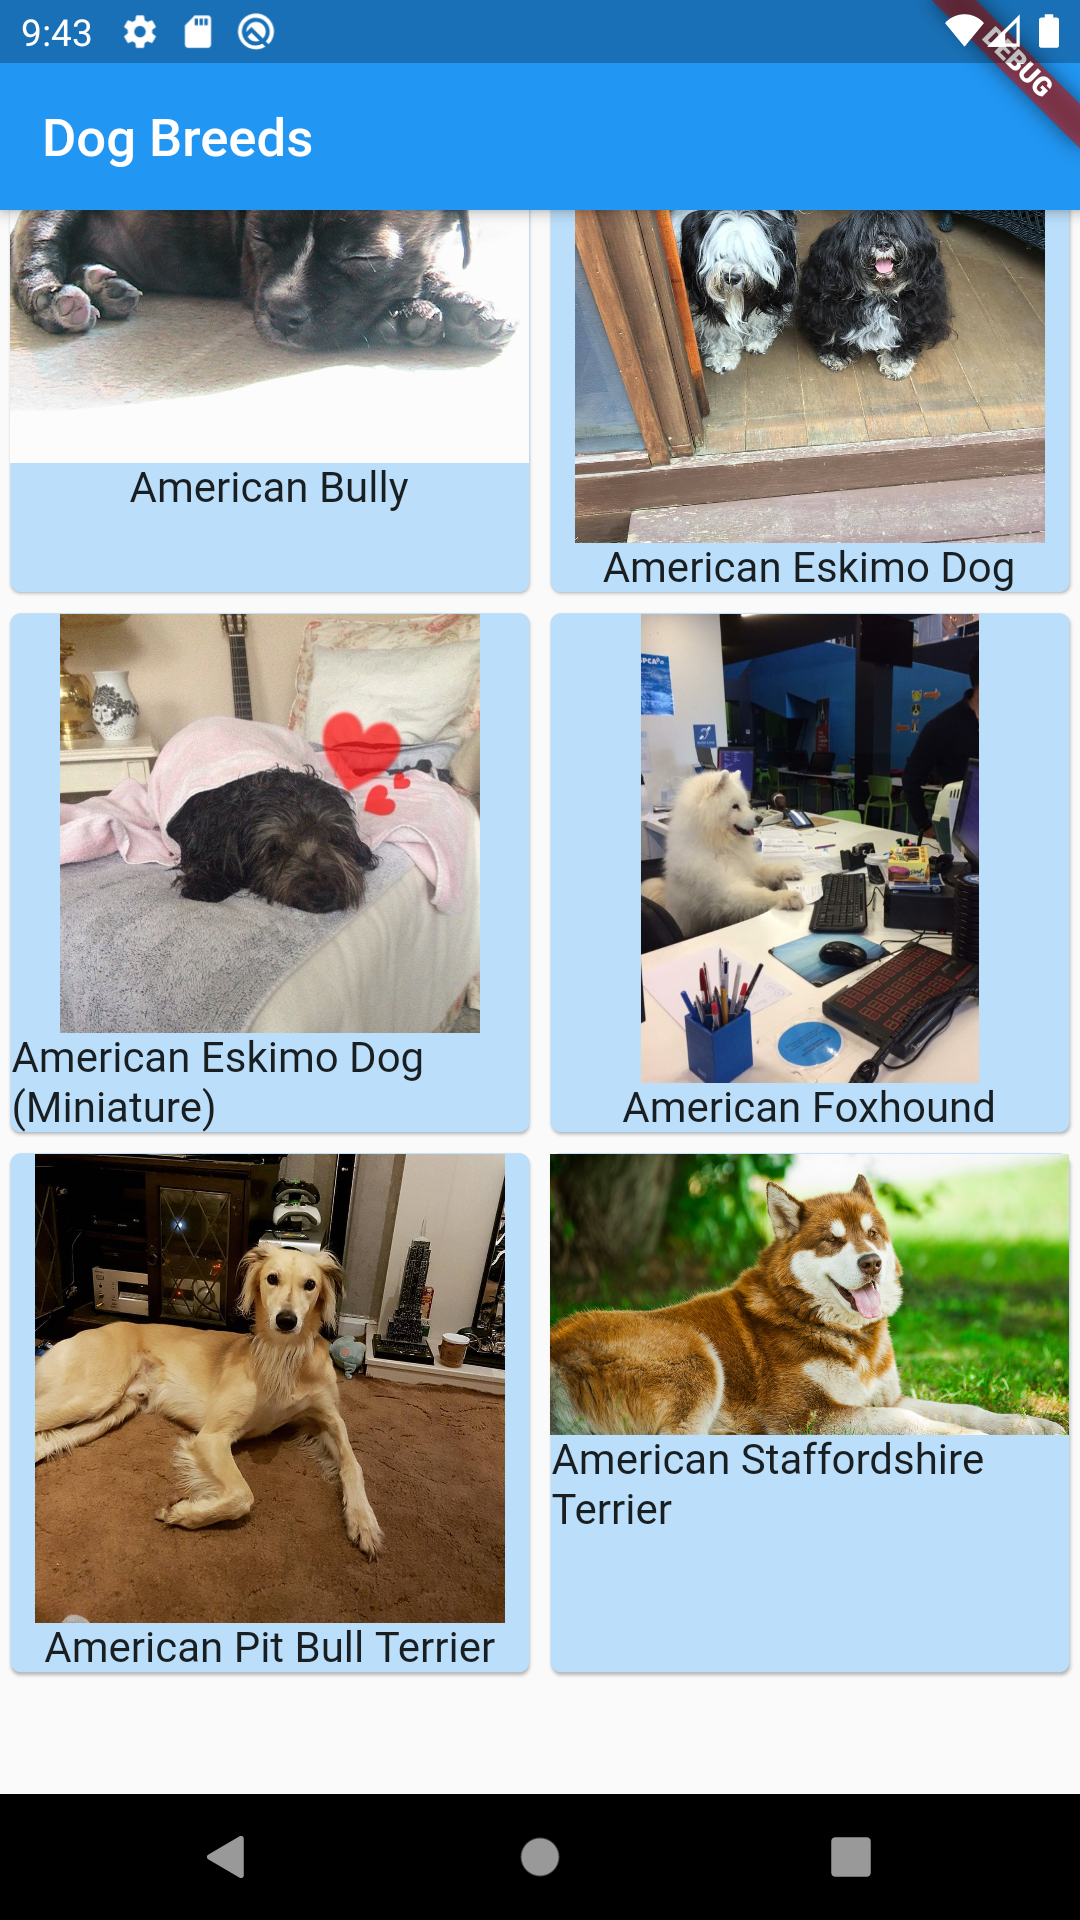 9:43
DEBUG
Dog Breeds
American Bully
American Eskimo Dog
American Eskimo Dog
(Miniature)
American Foxhound
American Pit Bull Terrier
American Staffordshire
Terrier